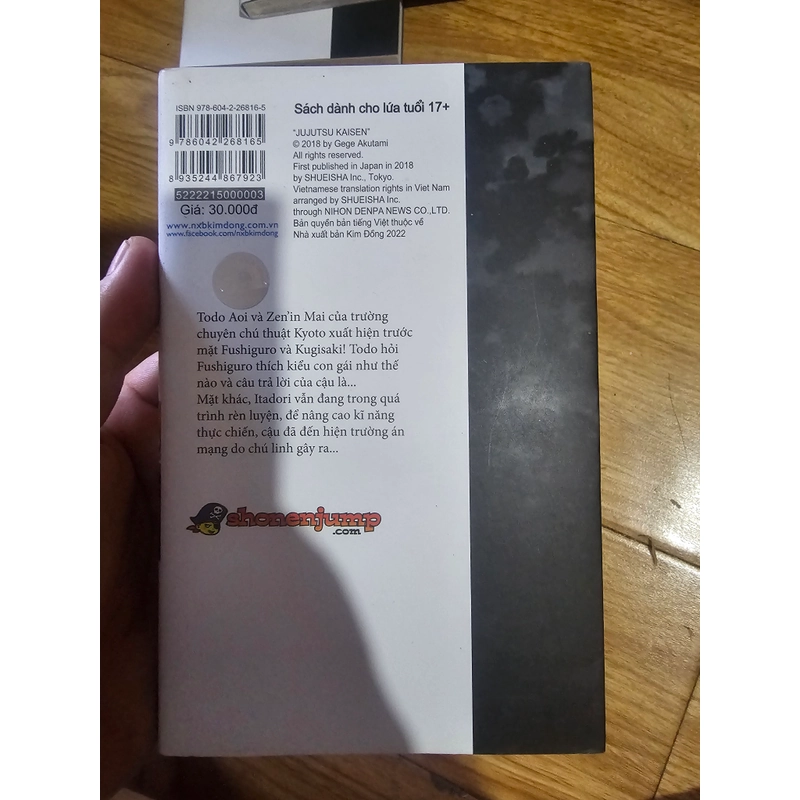 ISBN 978-604-2-26816-5
9 786042 268165
8 935244 867923
5222215000003
Giá: 30.000đ
www.nxbkimdong.com.vn
www.facebook.com/nxbkimdong
Sách dành cho lứa tuổi 17+
"JUJUTSU KAISEN"
© 2018 by Gege Akutami
All rights reserved.
First published in Japan in 2018
by SHUEISHA Inc., Tokyo.
Vietnamese translation rights in Viet Nam
arranged by SHUEISHA Inc.
through NIHON DENPA NEWS CO.,LTD.
Bản quyền bản tiếng Việt thuộc về
Nhà xuất bản Kim Đồng 2022
Todo Aoi và Zen'in Mai của trường
chuyên chú thuật Kyoto xuất hiện trước
mặt Fushiguro và Kugisaki! Todo hỏi
Fushiguro thích kiểu con gái như thế
nào và câu trả lời của cậu là...
Mặt khác, Itadori vẫn đang trong quá
trình rèn luyện, để nâng cao kĩ năng
thực chiến, cậu đã đến hiện trường án
mạng do chú linh gây ra...
shonenjump
.com